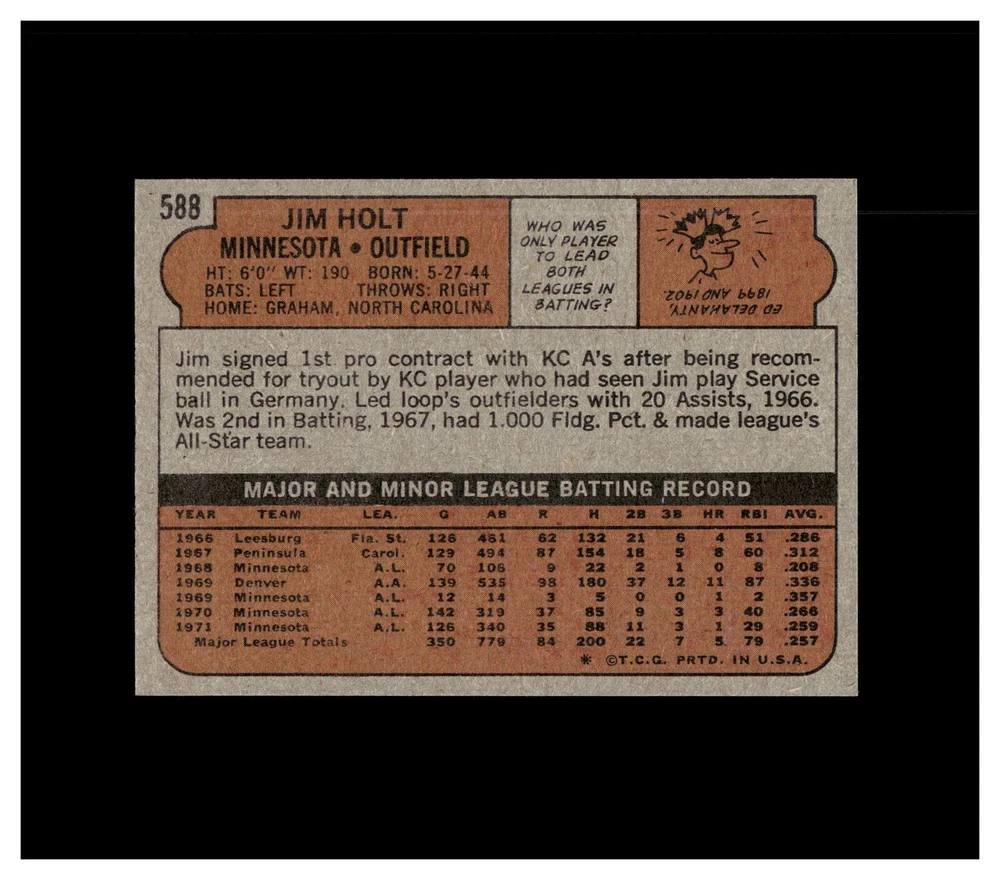 588
JIM HOLT
MINNESOTA • OUTFIELD
HT: 6'0" WT: 190 BORN: 5-27-44
BATS: LEFT THROWS: RIGHT
HOME: GRAHAM, NORTH CAROLINA
WHO WAS
ONLY PLAYER
TO LEAD
BOTH
LEAGUES IN
BATTING?
ED DELAHANTY,
1899 AND 1902.
Jim signed 1st pro contract with KC A's after being recom-
mended for tryout by KC player who had seen Jim play Service
ball in Germany. Led loop's outfielders with 20 Assists, 1966.
Was 2nd in Batting, 1967, had 1.000 Fldg. Pct. & made league's
All-Star team.
MAJOR AND MINOR LEAGUE BATTING RECORD
YEAR TEAM LEA. G AB R H 2B 3B HR RBI AVG.
1966 Leesburg Fla. St. 126 461 62 132 21 6 4 51 .286
1967 Peninsula Carol. 129 494 87 154 18 5 8 60 .312
1968 Minnesota A.L. 70 106 9 22 2 1 0 8 .208
1969 Denver A.A. 139 535 98 180 37 12 11 87 .336
1969 Minnesota A.L. 12 14 3 5 0 0 1 2 .357
1970 Minnesota A.L. 142 319 37 85 9 3 3 40 .266
1971 Minnesota A.L. 126 340 35 88 11 3 1 29 .259
Major League Totals 350 779 84 200 22 7 5 79 .257
* ©T.C.G. PRTD. IN U.S.A.